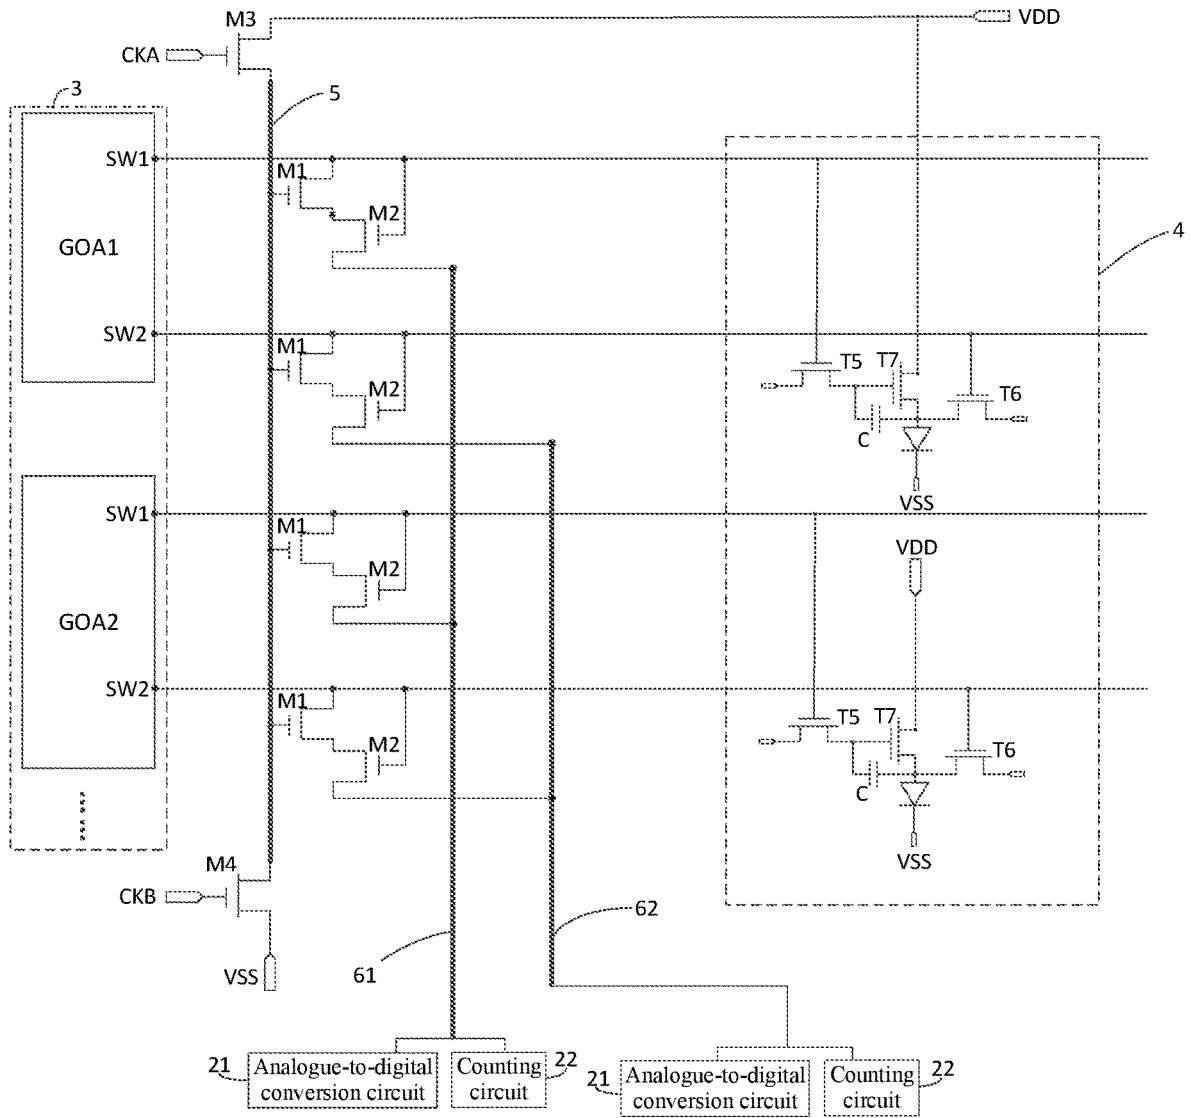 M3
VDD
CKA
3
5
SW1
M1
M2
GOA1
4
SW2
M1
M2
T5
T7
T6
C
VSS
SW1
M1
M2
VDD
GOA2
SW2
M1
M2
T5
T7
T6
C
VSS
M4
CKB
62
61
VSS
21
Analogue-to-digital
conversion circuit
Counting
circuit
22
21
Analogue-to-digital
conversion circuit
Counting
circuit
22